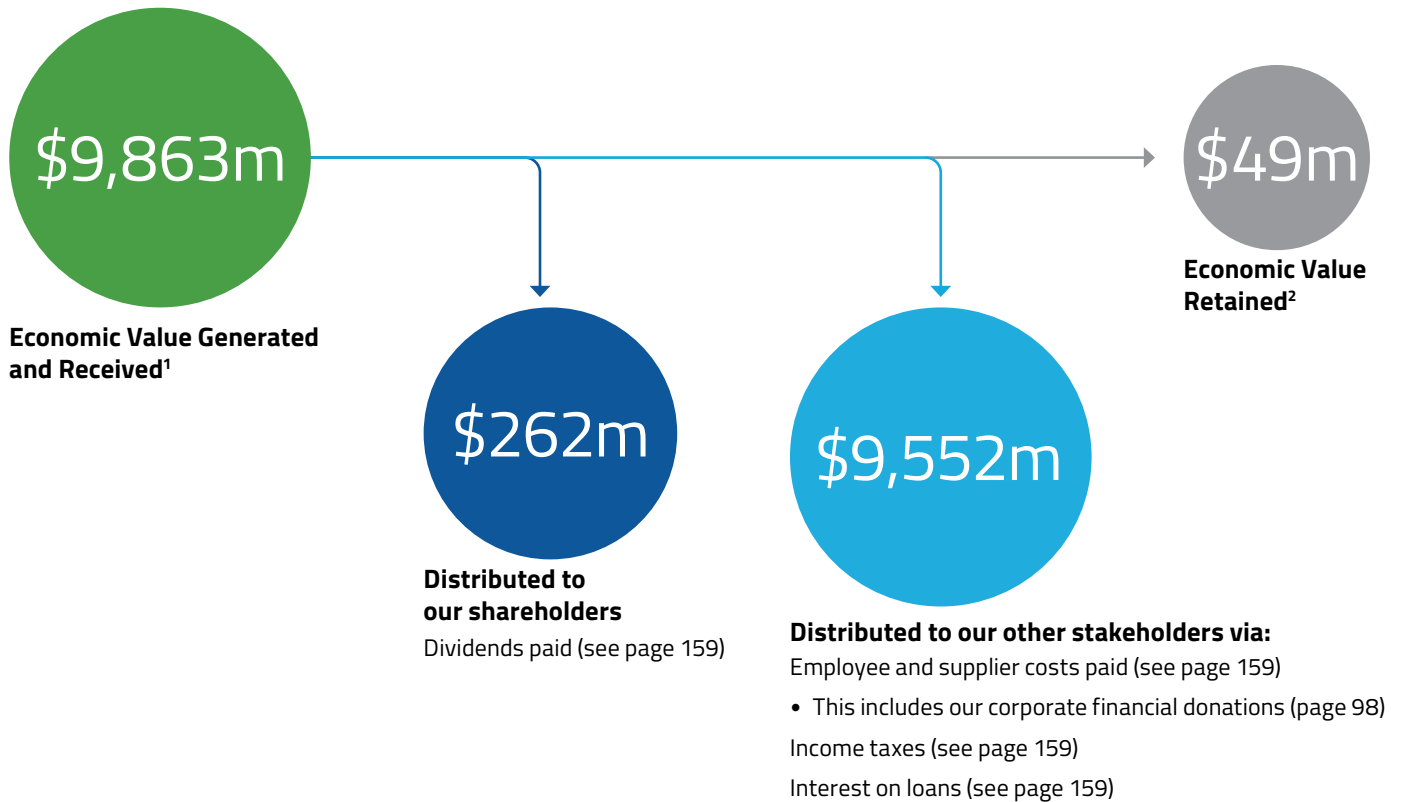 $9,863m
Economic Value Generated
and Received¹
$262m
Distributed to
our shareholders
Dividends paid (see page 159)
$9,552m
Distributed to our other stakeholders via:
Employee and supplier costs paid (see page 159)
• This includes our corporate financial donations (page 98)
Income taxes (see page 159)
Interest on loans (see page 159)
$49m
Economic Value
Retained²